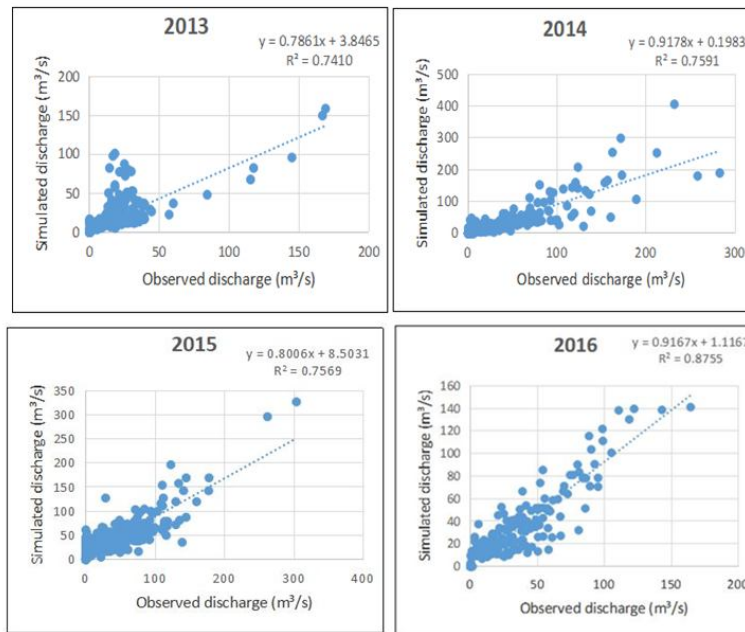 2013
y = 0.7861x + 3.8465
R² = 0.7410
Simulated discharge (m³/s)
200
150
100
50
0
0 50 100 150 200
Observed discharge (m³/s)
2014
y = 0.9178x + 0.1983
R² = 0.7591
Simulated discharge (m³/s)
500
400
300
200
100
0
0 100 200 300
Observed discharge (m³/s)
2015
y = 0.8006x + 8.5031
R² = 0.7569
Simulated discharge (m³/s)
350
300
250
200
150
100
50
0
0 100 200 300 400
Observed discharge (m³/s)
2016
y = 0.9167x + 1.1167
R² = 0.8755
Simulated discharge (m³/s)
160
140
120
100
80
60
40
20
0
0 50 100 150 200
Observed discharge (m³/s)